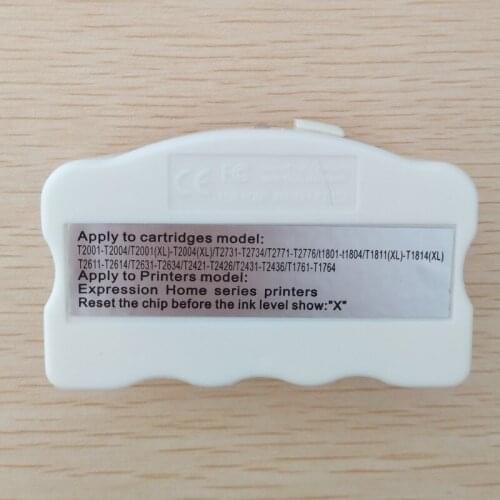 CE FC
Apply to cartridges model:
T2001-T2004/T2001(XL)-T2004(XL)/T2731-T2734/T2771-T2776/t1801-t1804/T1811(XL)-T1814(XL)
T2611-T2614/T2631-T2634/T2421-T2426/T2431-T2436/T1761-T1764
Apply to Printers model:
Expression Home series printers
Reset the chip before the ink level show:"X"